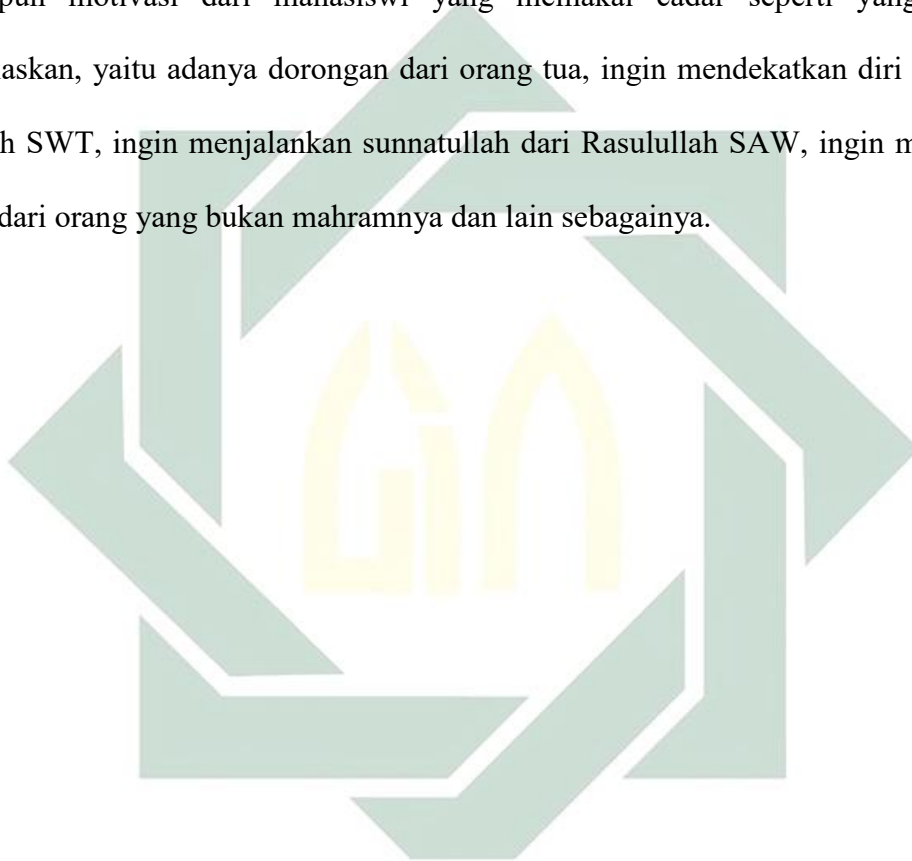 pun motivasi dari mahasiswi yang memakai cadar seperti yang
askan, yaitu adanya dorongan dari orang tua, ingin mendekatkan diri
h SWT, ingin menjalankan sunnatullah dari Rasulullah SAW, ingin m
dari orang yang bukan mahramnya dan lain sebagainya.